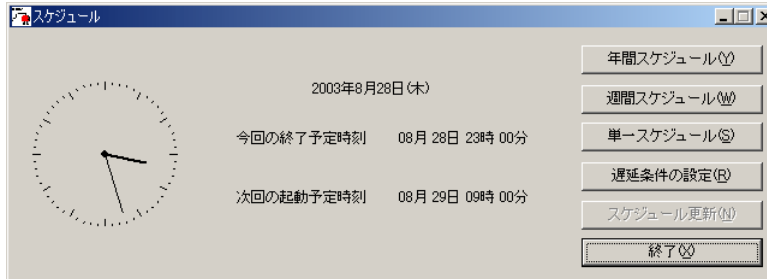 スケジュール
2003年8月28日(木)
今回の終了予定時刻 08月 28日 23時 00分
次回の起動予定時刻 08月 29日 09時 00分
年間スケジュール(Y)
週間スケジュール(W)
単一スケジュール(S)
遅延条件の設定(R)
スケジュール更新(N)
終了(X)